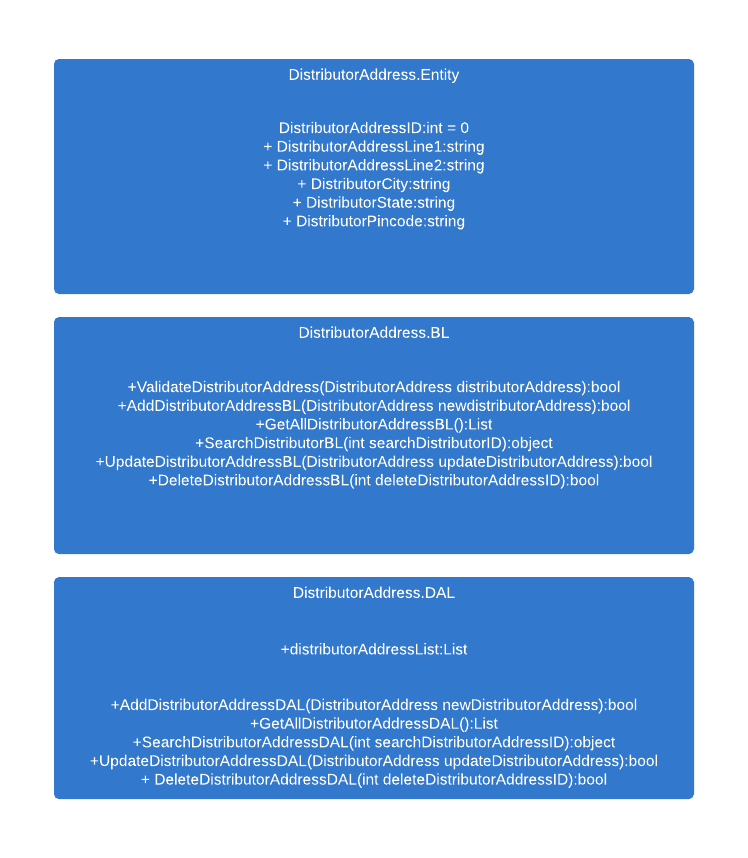 DistributorAddress.Entity
DistributorAddressID:int = 0
+ DistributorAddressLine1:string
+ DistributorAddressLine2:string
+ DistributorCity:string
+ DistributorState:string
+ DistributorPincode:string
DistributorAddress.BL
+ValidateDistributorAddress(DistributorAddress distributorAddress):bool
+AddDistributorAddressBL(DistributorAddress newdistributorAddress):bool
+GetAllDistributorAddressBL():List
+SearchDistributorBL(int searchDistributorID):object
+UpdateDistributorAddressBL(DistributorAddress updateDistributorAddress):bool
+DeleteDistributorAddressBL(int deleteDistributorAddressID):bool
DistributorAddress.DAL
+distributorAddressList:List
+AddDistributorAddressDAL(DistributorAddress newDistributorAddress):bool
+GetAllDistributorAddressDAL():List
+SearchDistributorAddressDAL(int searchDistributorAddressID):object
+UpdateDistributorAddressDAL(DistributorAddress updateDistributorAddress):bool
+ DeleteDistributorAddressDAL(int deleteDistributorAddressID):bool